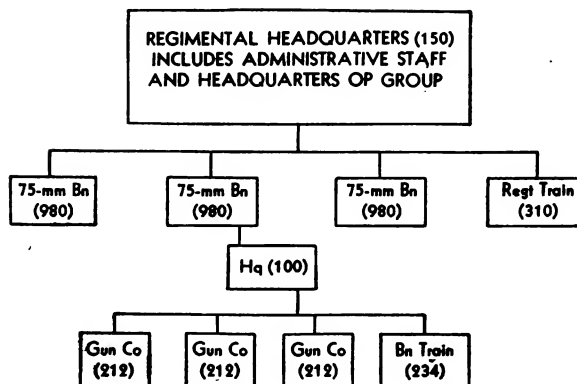 REGIMENTAL HEADQUARTERS (150)
INCLUDES ADMINISTRATIVE STAFF
AND HEADQUARTERS OP GROUP
75-mm Bn
(980)
75-mm Bn
(980)
75-mm Bn
(980)
Regt Train
(310)
Hq (100)
Gun Co
(212)
Gun Co
(212)
Gun Co
(212)
Bn Train
(234)